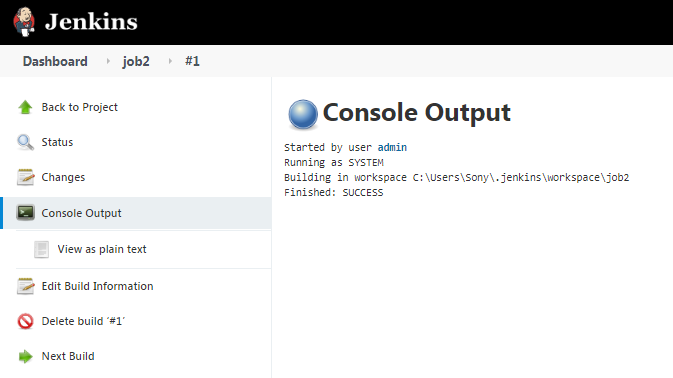 Jenkins
Dashboard job2 #1
Back to Project
Status
Changes
Console Output
View as plain text
Edit Build Information
Delete build ‘#1’
Next Build
Console Output
Started by user admin
Running as SYSTEM
Building in workspace C:\Users\Sony\.jenkins\workspace\job2
Finished: SUCCESS